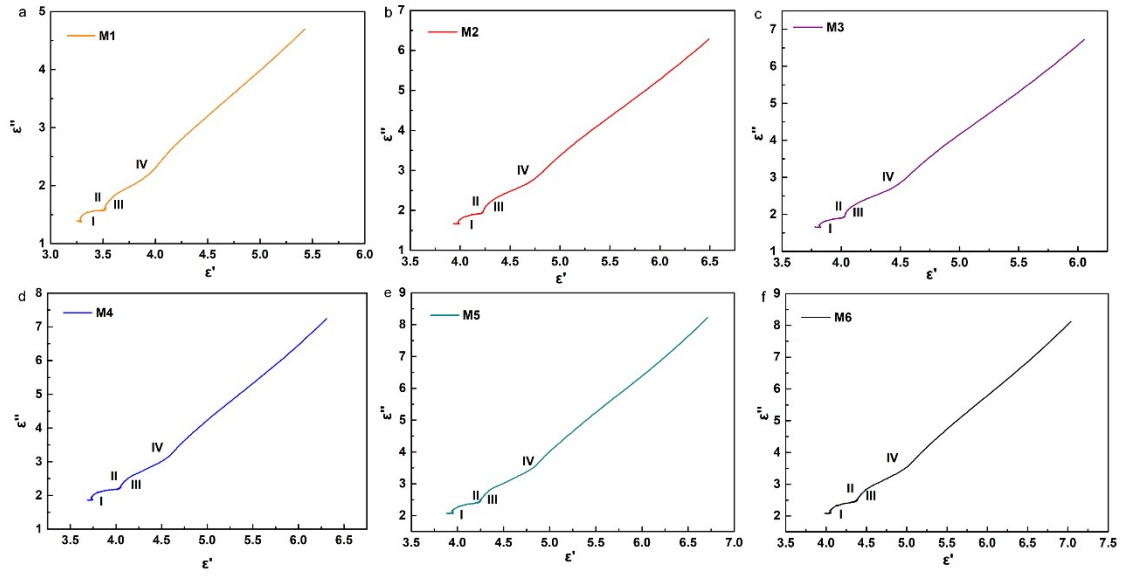 a
M1
ε''
5
4
3
2
1
I
II
III
IV
3.0 3.5 4.0 4.5 5.0 5.5 6.0
ε'
b
M2
ε''
7
6
5
4
3
2
1
I
II
III
IV
4.0 4.5 5.0 5.5 6.0 6.5
ε'
c
M3
ε''
7
6
5
4
3
2
1
I
II
III
IV
3.5 4.0 4.5 5.0 5.5 6.0
ε'
d
M4
ε''
8
7
6
5
4
3
2
1
I
II
III
IV
3.5 4.0 4.5 5.0 5.5 6.0 6.5
ε'
e
M5
ε''
9
8
7
6
5
4
3
2
I
II
III
IV
3.5 4.0 4.5 5.0 5.5 6.0 6.5 7.0
ε'
f
M6
ε''
9
8
7
6
5
4
3
2
I
II
III
IV
3.5 4.0 4.5 5.0 5.5 6.0 6.5 7.0 7.5
ε'